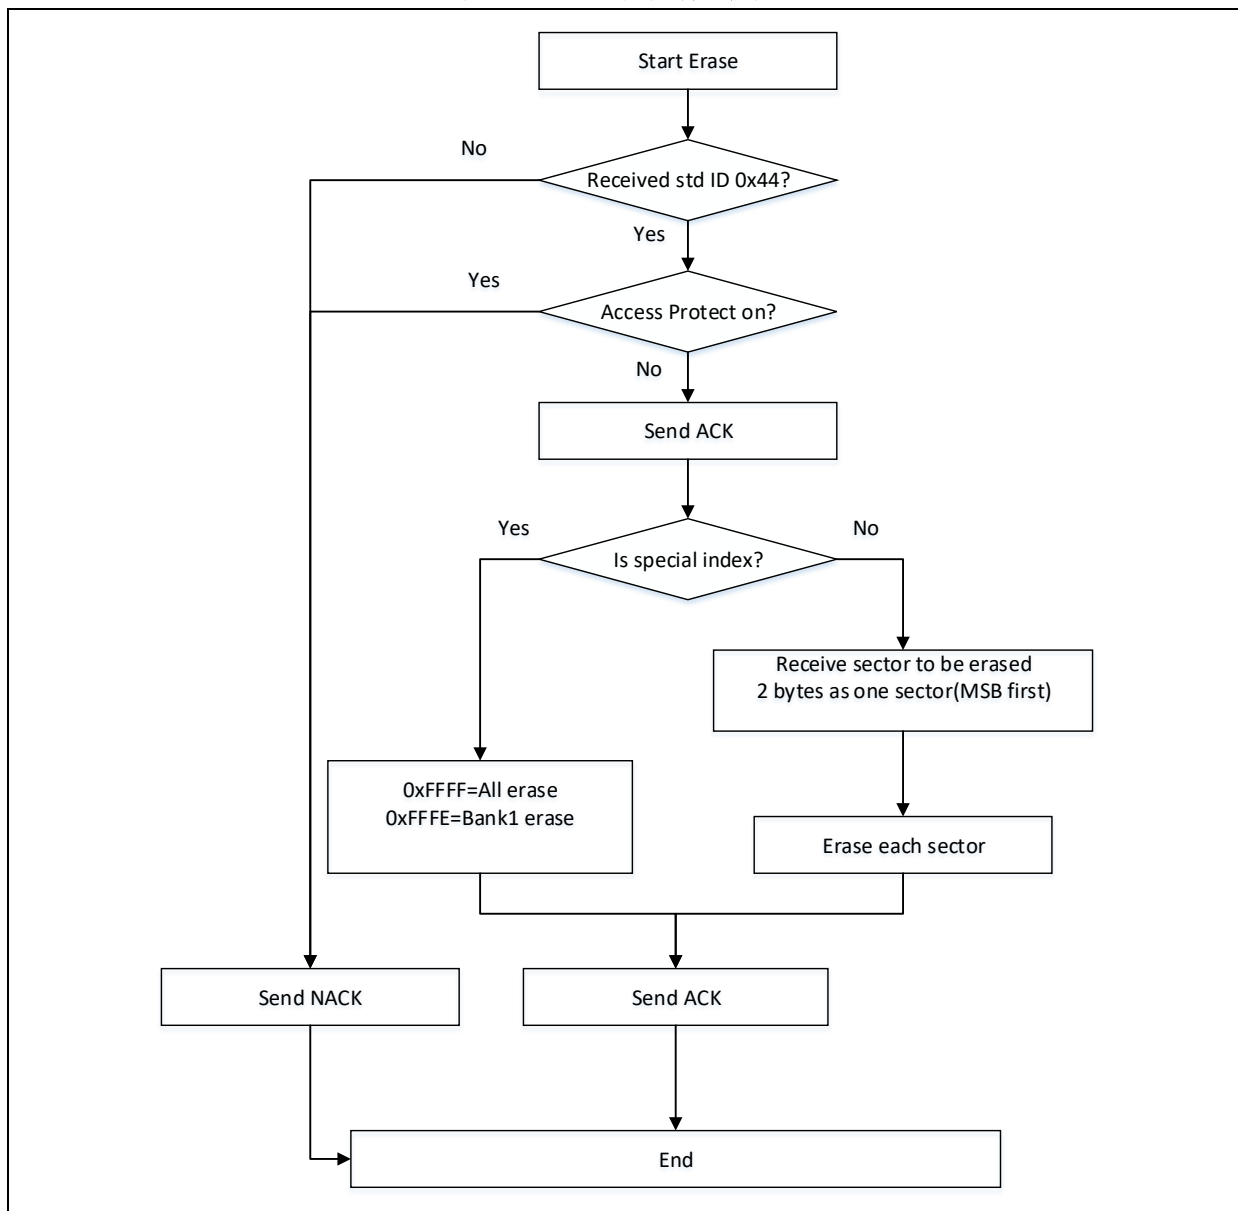 Start Erase
No
Received std ID 0x44?
Yes
Yes
Access Protect on?
No
Send ACK
Yes
No
Is special index?
Receive sector to be erased
2 bytes as one sector(MSB first)
0xFFFF=All erase
0xFFFE=Bank1 erase
Erase each sector
Send NACK
Send ACK
End